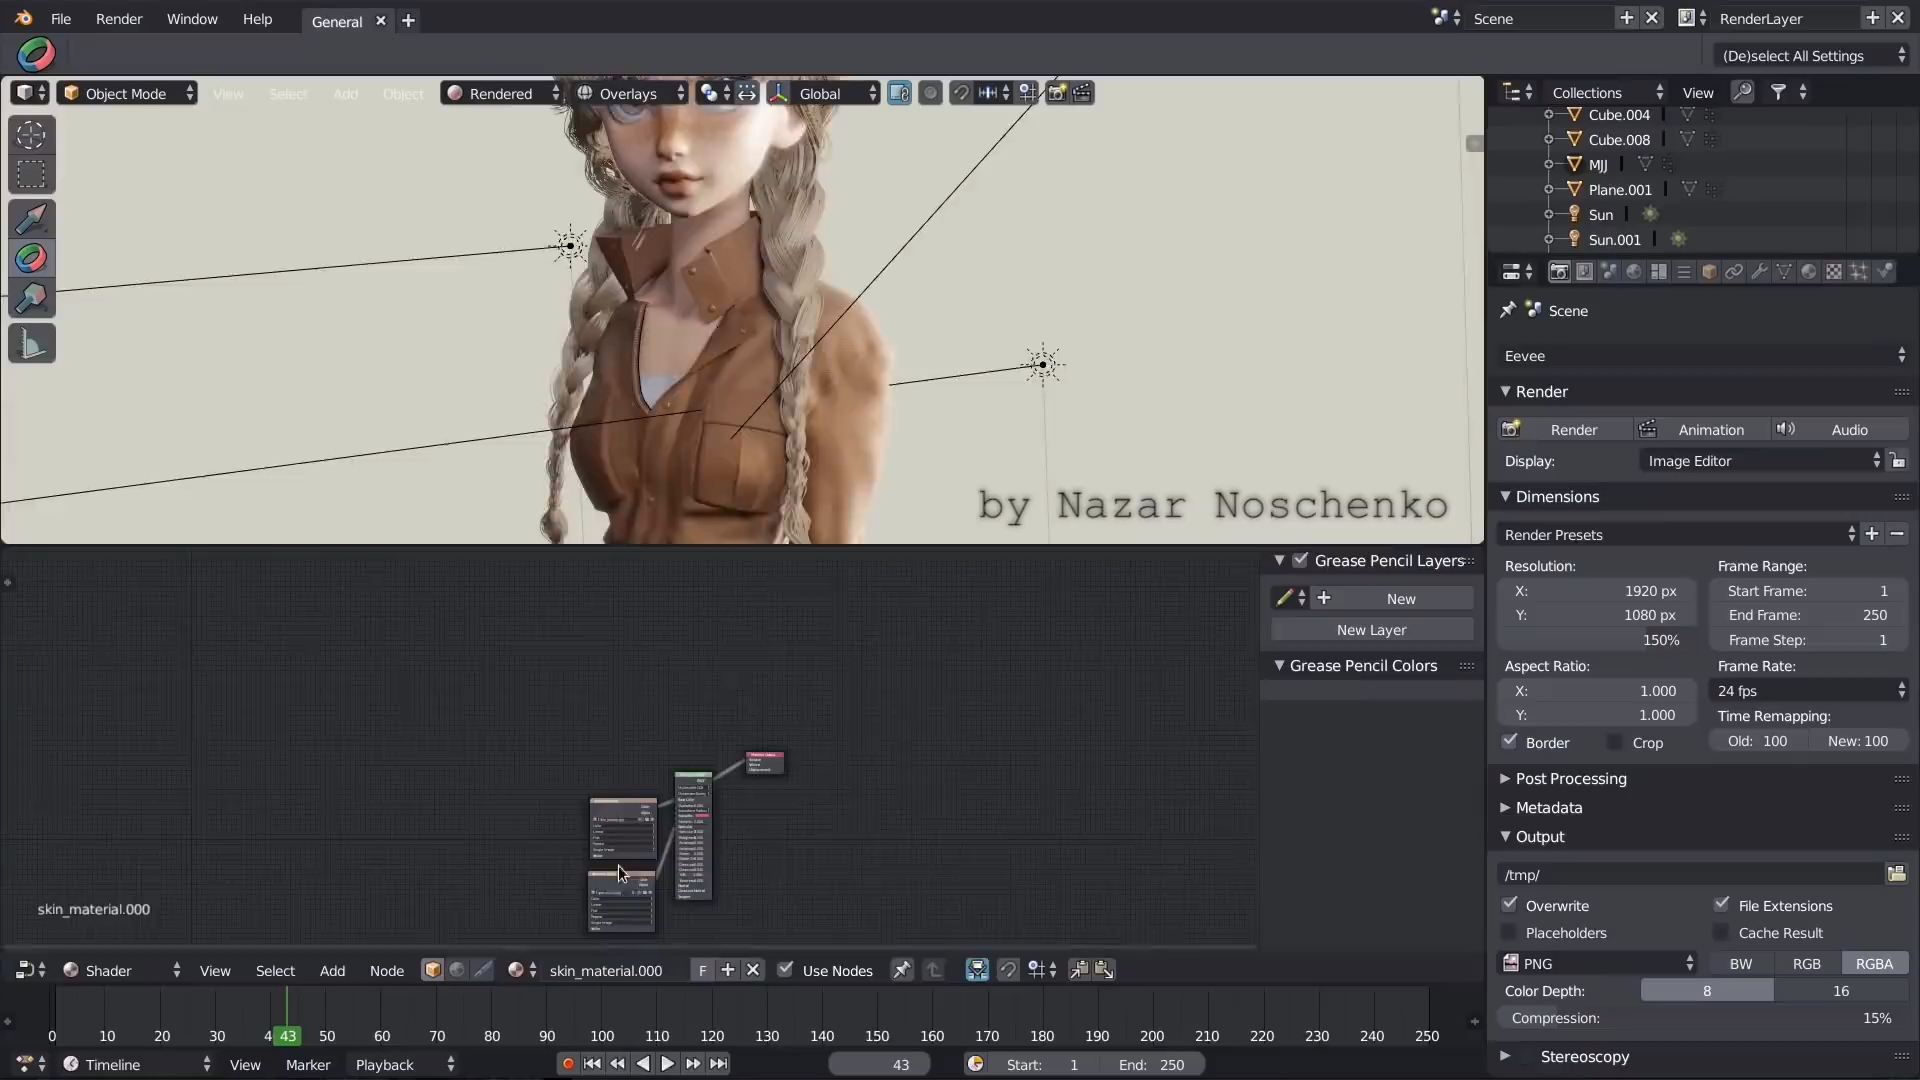 File Render Window Help General Scene RenderLayer
(De)select All Settings
Object Mode View Select Add Object Rendered Overlays Global
Collections View
Cube.004
Cube.008
MJJ
Plane.001
Sun
Sun.001
by Nazar Noschenko
Scene
Eevee
Render
Render Animation Audio
Display: Image Editor
Dimensions
Render Presets
Resolution: Frame Range:
X: 1920 px Start Frame: 1
Y: 1080 px End Frame: 250
150% Frame Step: 1
Aspect Ratio: Frame Rate:
X: 1.000 24 fps
Y: 1.000 Time Remapping:
Border Crop Old: 100 New: 100
Post Processing
Metadata
Output
/tmp/
Overwrite File Extensions
Placeholders Cache Result
PNG BW RGB RGBA
Color Depth: 8 16
Compression: 15%
Stereoscopy
Grease Pencil Layers
New
New Layer
Grease Pencil Colors
skin_material.000
Shader View Select Add Node skin_material.000 F Use Nodes
0 10 20 30 4 43 50 60 70 80 90 100 110 120 130 140 150 160 170 180 190 200 210 220 230 240 250
Timeline View Marker Playback 43 Start: 1 End: 250